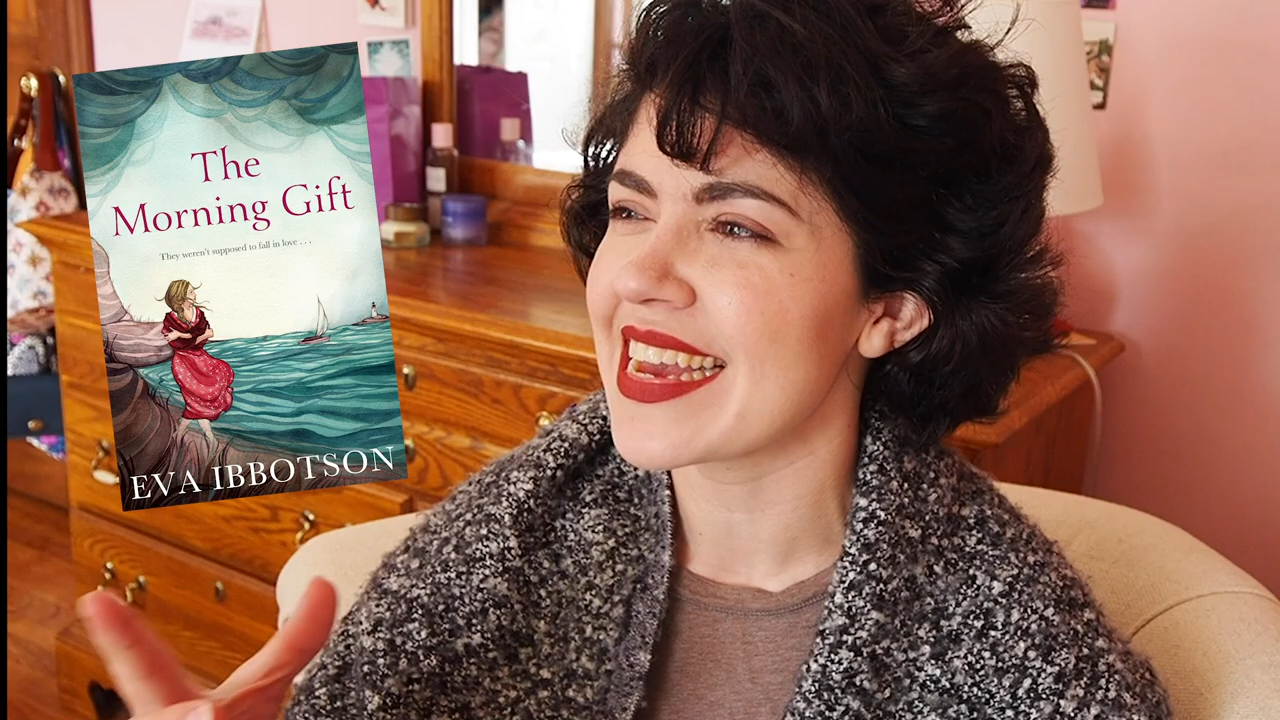 The
Morning Gift
They weren't supposed to fall in love . . .
EVA IBBOTSON